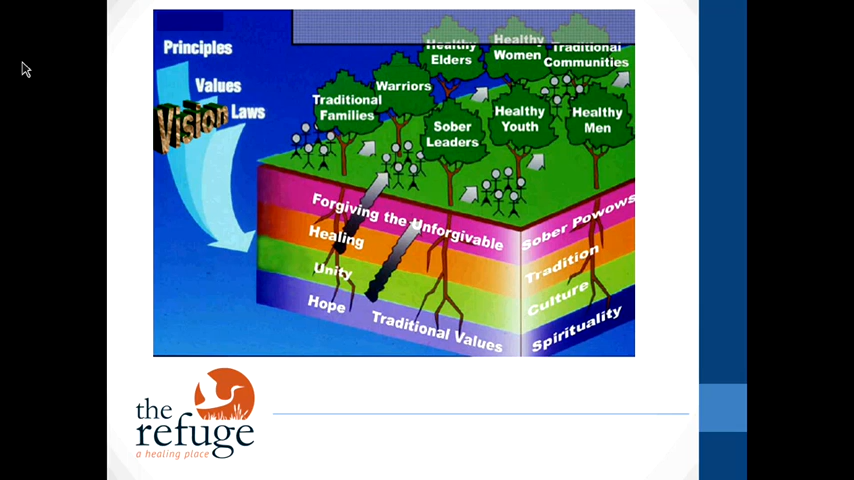 Principles
Values
Laws
Vision
Healthy
Elders
Healthy
Women
Traditional
Communities
Warriors
Traditional
Families
Sober
Leaders
Healthy
Youth
Healthy
Men
Forgiving the Unforgivable
Healing
Unity
Hope
Traditional Values
Sober Powows
Tradition
Culture
Spirituality
the
refuge
a healing place